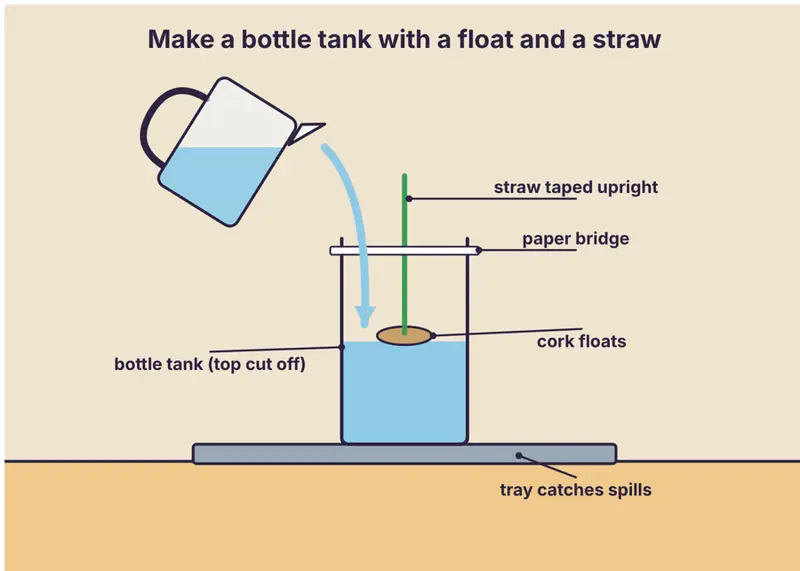 Make a bottle tank with a float and a straw
straw taped upright
paper bridge
cork floats
bottle tank (top cut off)
tray catches spills